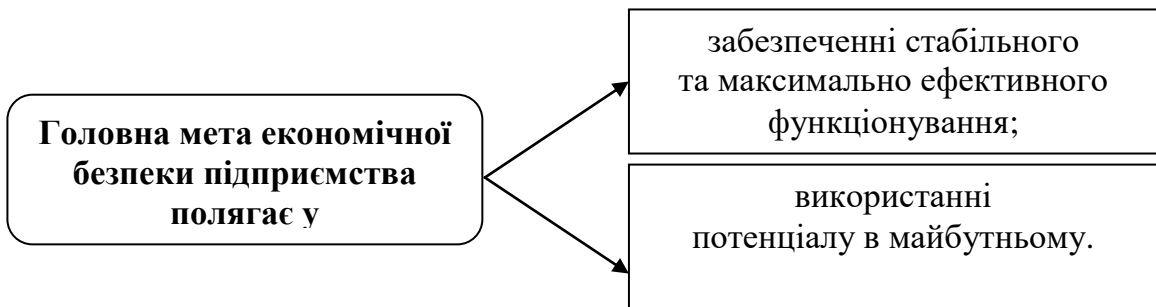 Головна мета економічної
безпеки підприємства
полягає у
забезпеченні стабільного
та максимально ефективного
функціонування;
використанні
потенціалу в майбутньому.